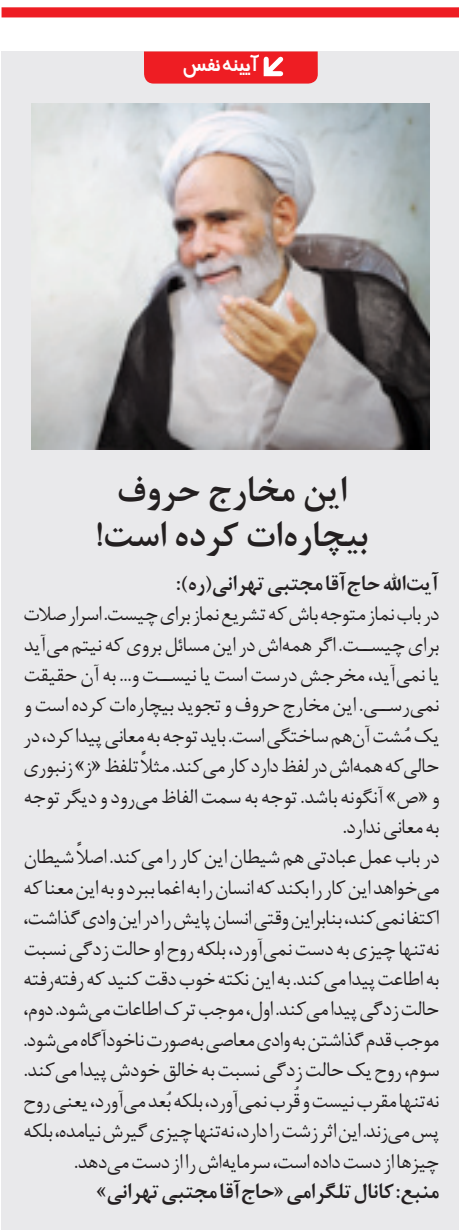 آیینه نفس
این مخارج حروف
بیچاره‌ات کرده است!
آیت‌الله حاج‌آقا مجتبی تهرانی(ره):
در باب نماز متوجه باش که تشریع نماز برای چیست. اسرار صلات
برای چیســت. اگر همه‌اش در این مسائل بروی که نیتم می‌آید
یا نمی‌آید، مخرجش درست است یا نیســت و... به آن حقیقت
نمی‌رســی. این مخارج حروف و تجوید بیچاره‌ات کرده است و
یک مُشت آن‌هم ساختگی است. باید توجه به معانی پیدا کرد، در
حالی که همه‌اش در لفظ دارد کار می‌کند. مثلاً تلفظ «ز» زنبوری
و «ص» آنگونه باشد. توجه به سمت الفاظ می‌رود و دیگر توجه
به معانی ندارد.
در باب عمل عبادتی هم شیطان این کار را می‌کند. اصلاً شیطان
می‌خواهد این کار را بکند که انسان را به اغما ببرد و به این معنا که
اکتفا نمی‌کند، بنابراین وقتی انسان پایش را در این وادی گذاشت،
نه‌تنها چیزی به دست نمی‌آورد، بلکه روح او حالت زدگی نسبت
به اطاعت پیدا می‌کند. به این نکته خوب دقت کنید که رفته‌رفته
حالت زدگی پیدا می‌کند. اول، موجب ترک اطاعات می‌شود. دوم،
موجب قدم گذاشتن به وادی معاصی به‌صورت ناخودآگاه می‌شود.
سوم، روح یک حالت زدگی نسبت به خالق خودش پیدا می‌کند.
نه‌تنها مقرب نیست و قُرب نمی‌آورد، بلکه بُعد می‌آورد، یعنی روح
پس می‌زند. این اثر زشت را دارد، نه‌تنها چیزی گیرش نیامده، بلکه
چیزها از دست داده است، سرمایه‌اش را از دست می‌دهد.
منبع: کانال تلگرامی «حاج‌آقا مجتبی تهرانی»